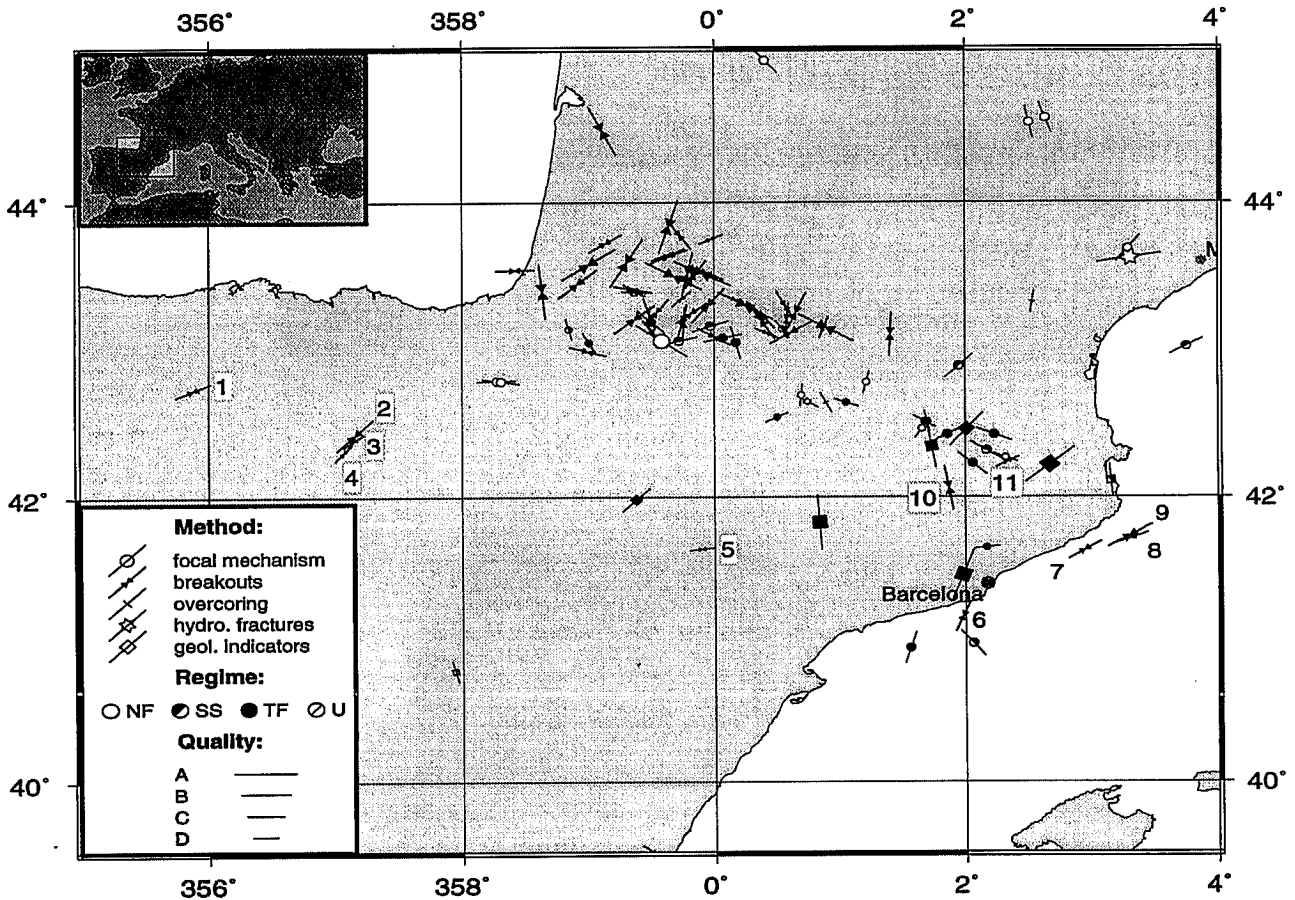 356° 358° 0° 2° 4°
44° 44°
M
1
2
3
4
5
10 11
42° 42°
9
8
7
Barcelona
6
Method:
focal mechanism
breakouts
overcoring
hydro. fractures
geol. indicators
Regime:
NF SS TF U
Quality:
A
B
C
D
40° 40°
356° 358° 0° 2° 4°